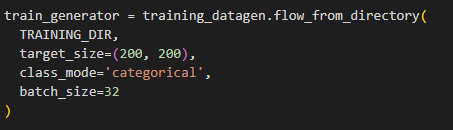 train_generator = training_datagen.flow_from_directory(
  TRAINING_DIR,
  target_size=(200, 200),
  class_mode='categorical',
  batch_size=32
)